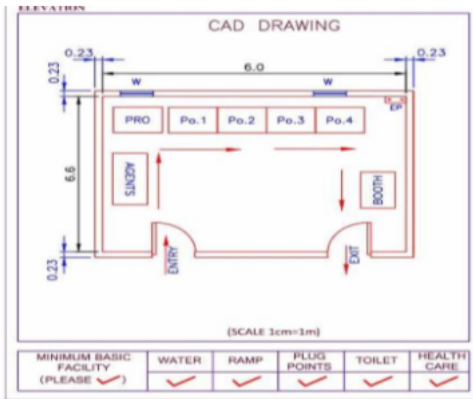 ELEVATION
CAD DRAWING
0.23
0.23
6.0
0.23
W
W
EP
PRO
Po.1
Po.2
Po.3
Po.4
6.6
AGENTS
BOOTH
0.23
ENTRY
EXIT
(SCALE 1cm=1m)
MINIMUM BASIC
FACILITY
(PLEASE ✓)
WATER
RAMP
PLUG
POINTS
TOILET
HEALTH
CARE
✓ ✓ ✓ ✓ ✓